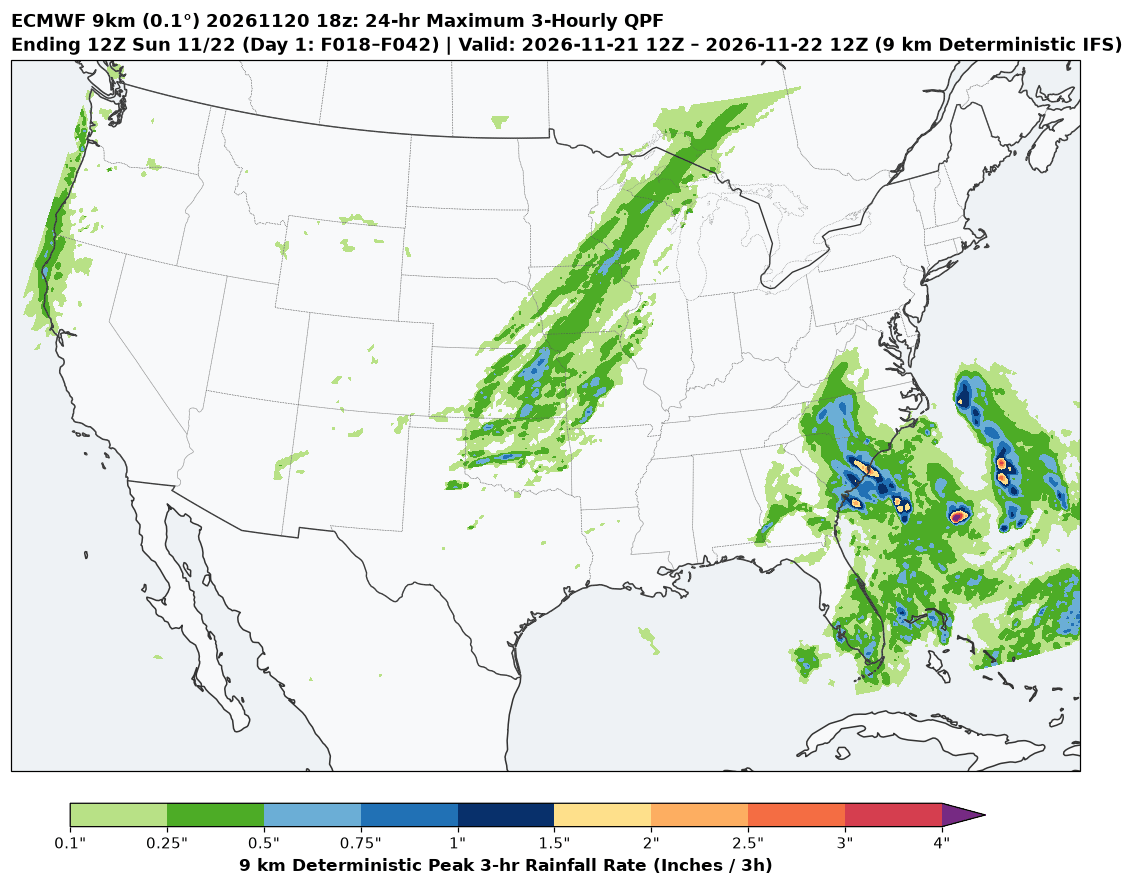 ECMWF 9km (0.1°) 20261120 18z: 24-hr Maximum 3-Hourly QPF
Ending 12Z Sun 11/22 (Day 1: F018–F042) | Valid: 2026-11-21 12Z – 2026-11-22 12Z (9 km Deterministic IFS)
0.1" 0.25" 0.5" 0.75" 1" 1.5" 2" 2.5" 3" 4"
9 km Deterministic Peak 3-hr Rainfall Rate (Inches / 3h)